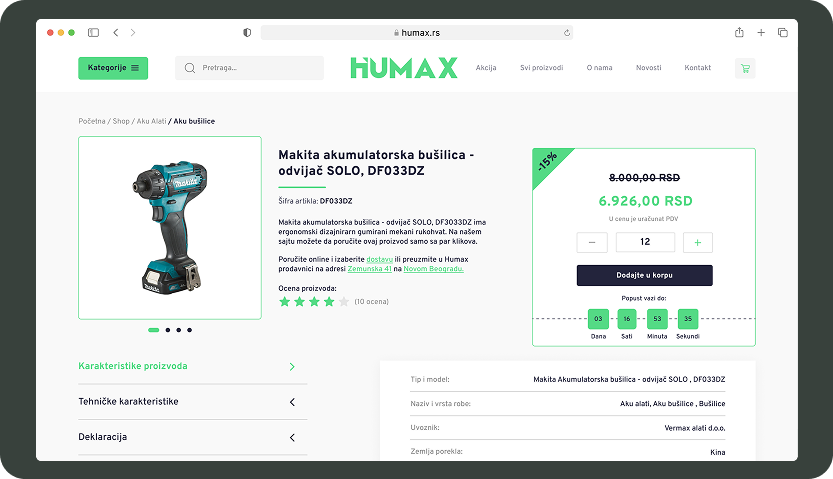 humax.rs
Kategorije
Pretraga...
HUMAX
Akcija
Svi proizvodi
O nama
Novosti
Kontakt
Početna / Shop / Aku Alati / Aku bušilice
makita
Makita akumulatorska bušilica -
odvijač SOLO, DF033DZ
Šifra artikla: DF033DZ
Makita akumulatorska bušilica - odvijač SOLO, DF3033DZ ima
ergonomski dizajnirarn gumirani mekani rukohvat. Na našem
sajtu možete da poručite ovaj proizvod samo sa par klikova.
Poručite online i izaberite dostavu ili preuzmite u Humax
prodavnici na adresi Zemunska 41 na Novom Beogradu.
Ocena proizvoda:
(10 ocena)
-15%
8.000,00 RSD
6.926,00 RSD
U cenu je uračunat PDV
− 12 +
Dodajte u korpu
Popust vazi do:
03 16 53 35
Dana Sati Minuta Sekundi
Karakteristike proizvoda
Tehničke karakteristike
Deklaracija
Tip i model: Makita Akumulatorska bušilica - odvijač SOLO , DF033DZ
Naziv i vrsta robe: Aku alati, Aku bušilice , Bušilice
Uvoznik: Vermax alati d.o.o.
Zemlja porekla: Kina